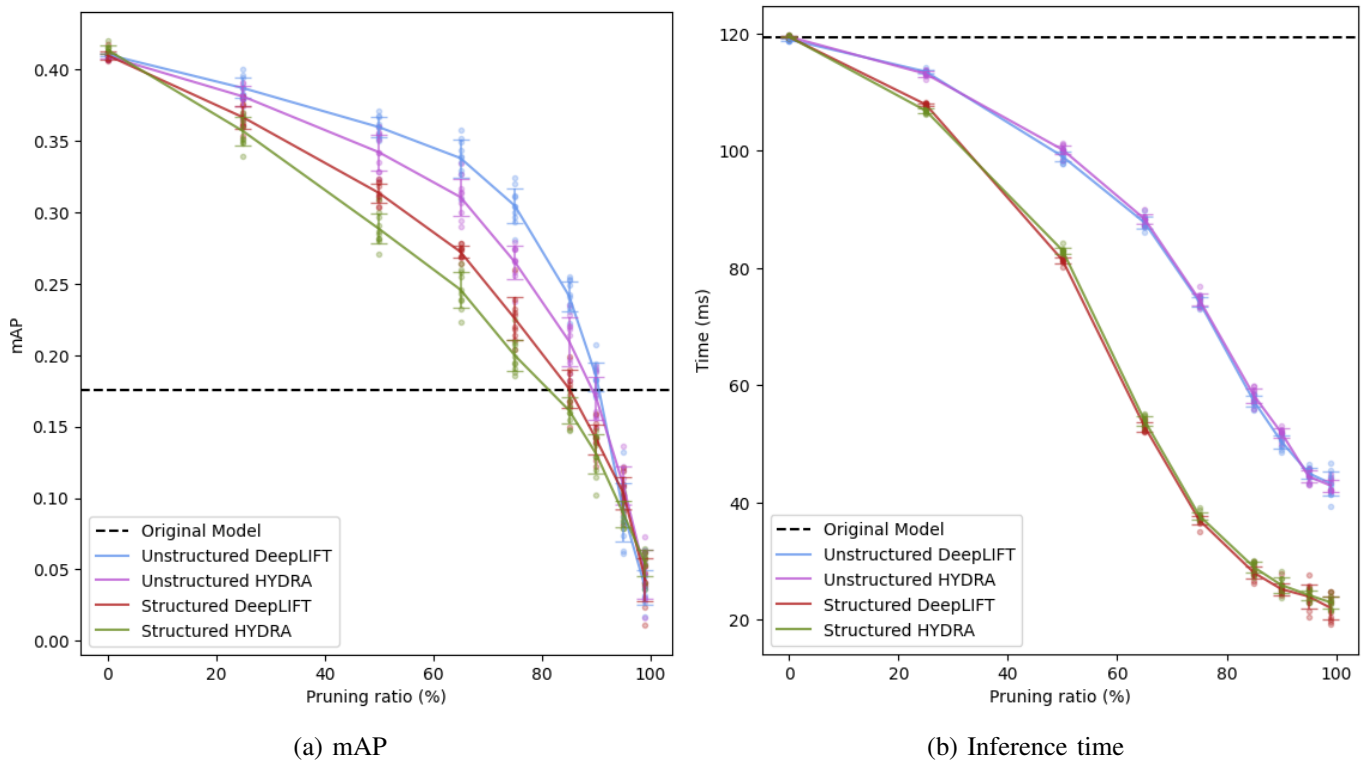 0.40
0.35
0.30
0.25
0.20
0.15
0.10
0.05
0.00
mAP
0 20 40 60 80 100
Pruning ratio (%)
Original Model
Unstructured DeepLIFT
Unstructured HYDRA
Structured DeepLIFT
Structured HYDRA
(a) mAP
120
100
80
60
40
20
Time (ms)
0 20 40 60 80 100
Pruning ratio (%)
Original Model
Unstructured DeepLIFT
Unstructured HYDRA
Structured DeepLIFT
Structured HYDRA
(b) Inference time